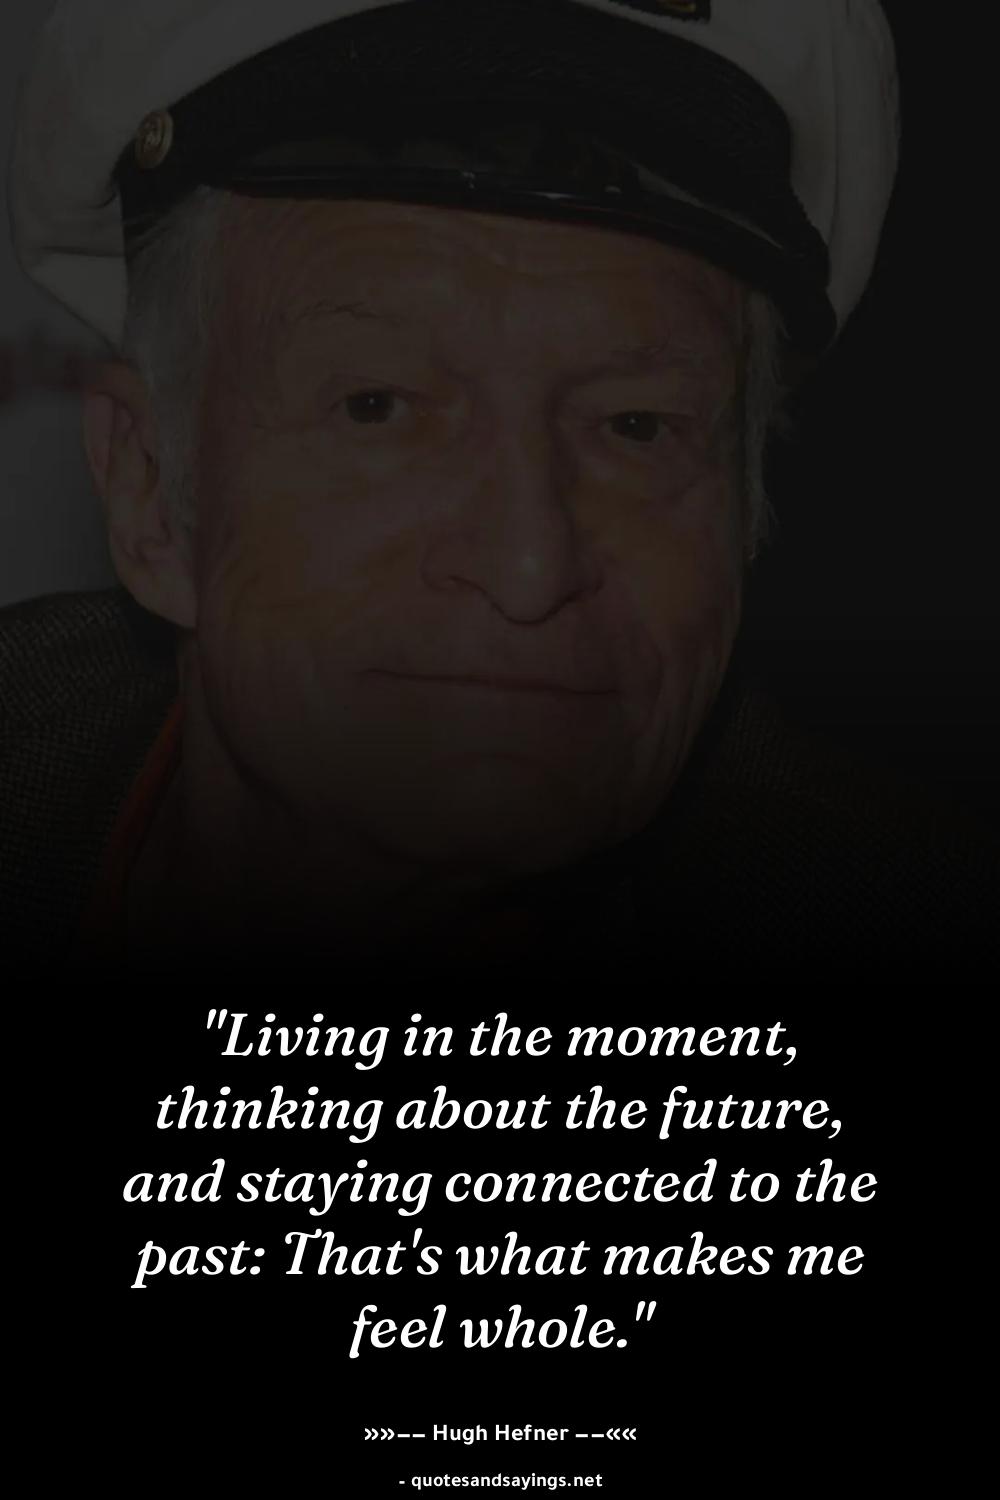 "Living in the moment,
thinking about the future,
and staying connected to the
past: That's what makes me
feel whole."
»»-- Hugh Hefner --««
- quotesandsayings.net